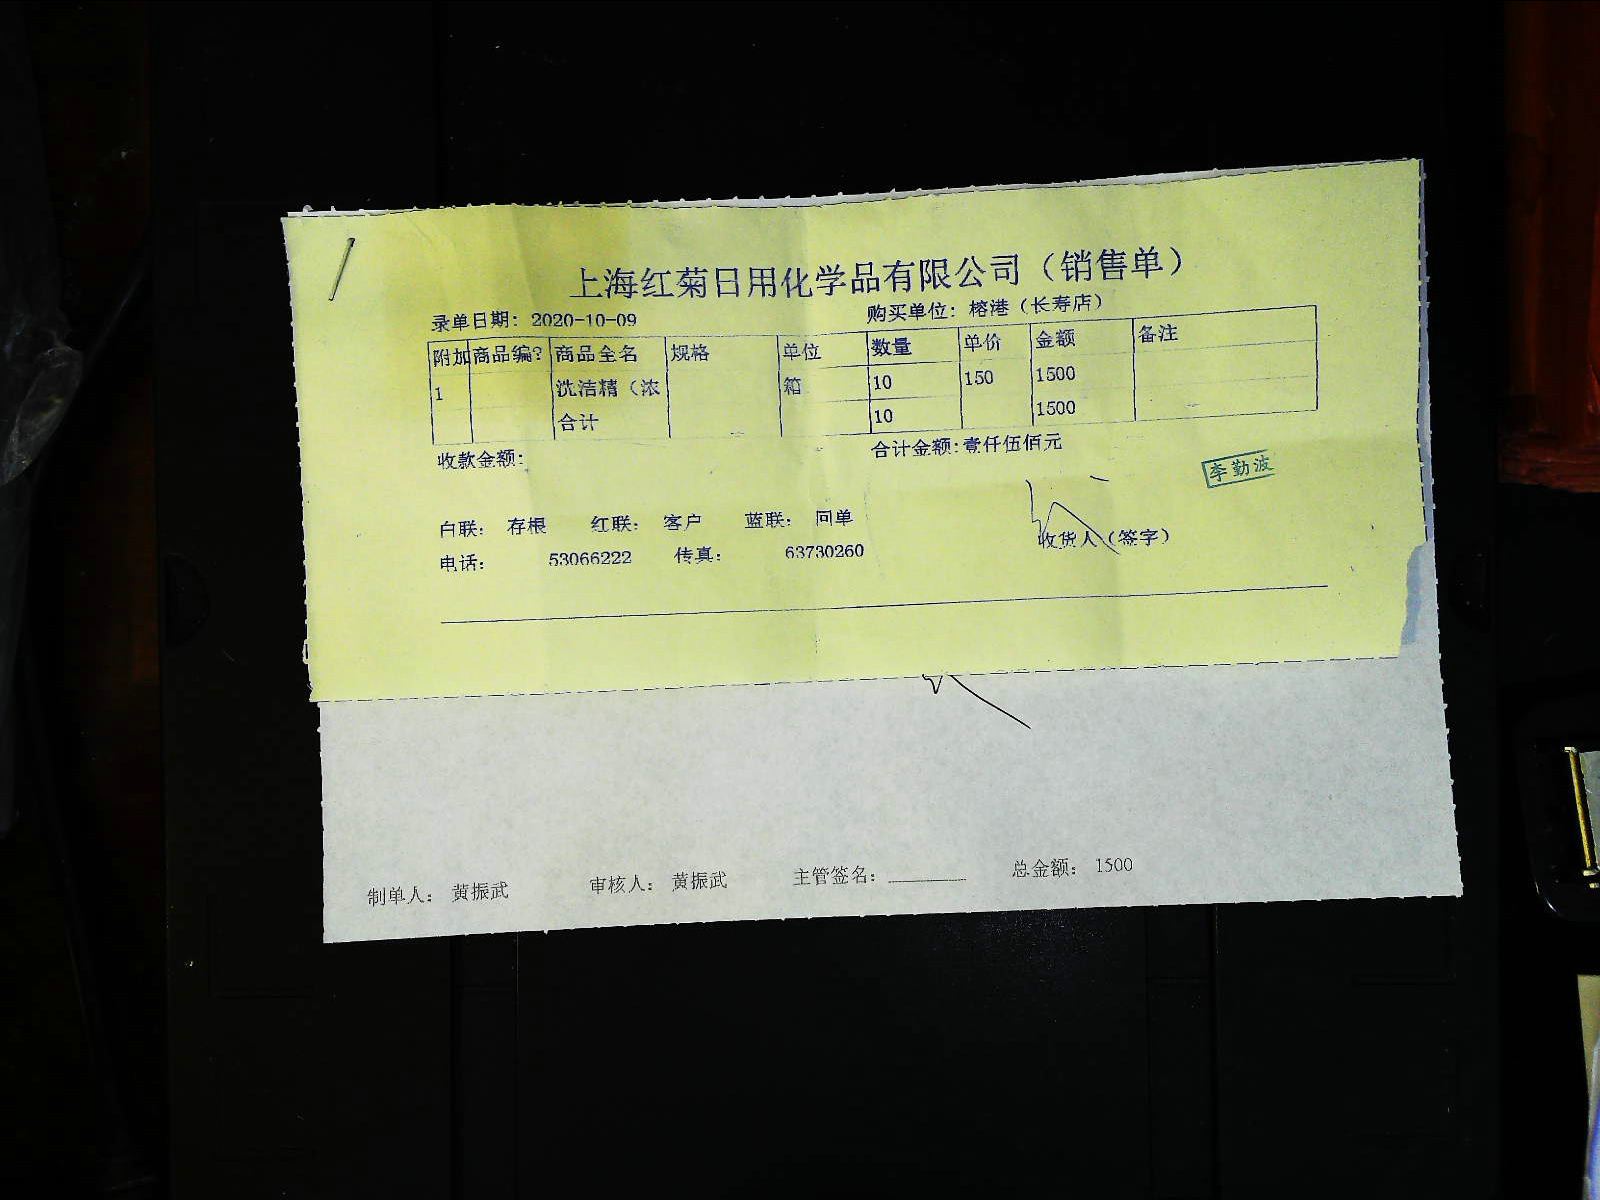 上海红菊日用化学品有限公司（销售单）
录单日期: 2020-10-09 购买单位: 榕港（长寿店）
附加 商品编? 商品全名 规格 单位 数量 单价 金额 备注
1 洗洁精（浓 箱 10 150 1500
合计 10 1500
收款金额: 合计金额:壹仟伍佰元
李勤波
白联: 存根 红联: 客户 蓝联: 回单
收货人（签字）
电话: 53066222 传真: 63730260
制单人: 黄振武 审核人: 黄振武 主管签名: 总金额: 1500